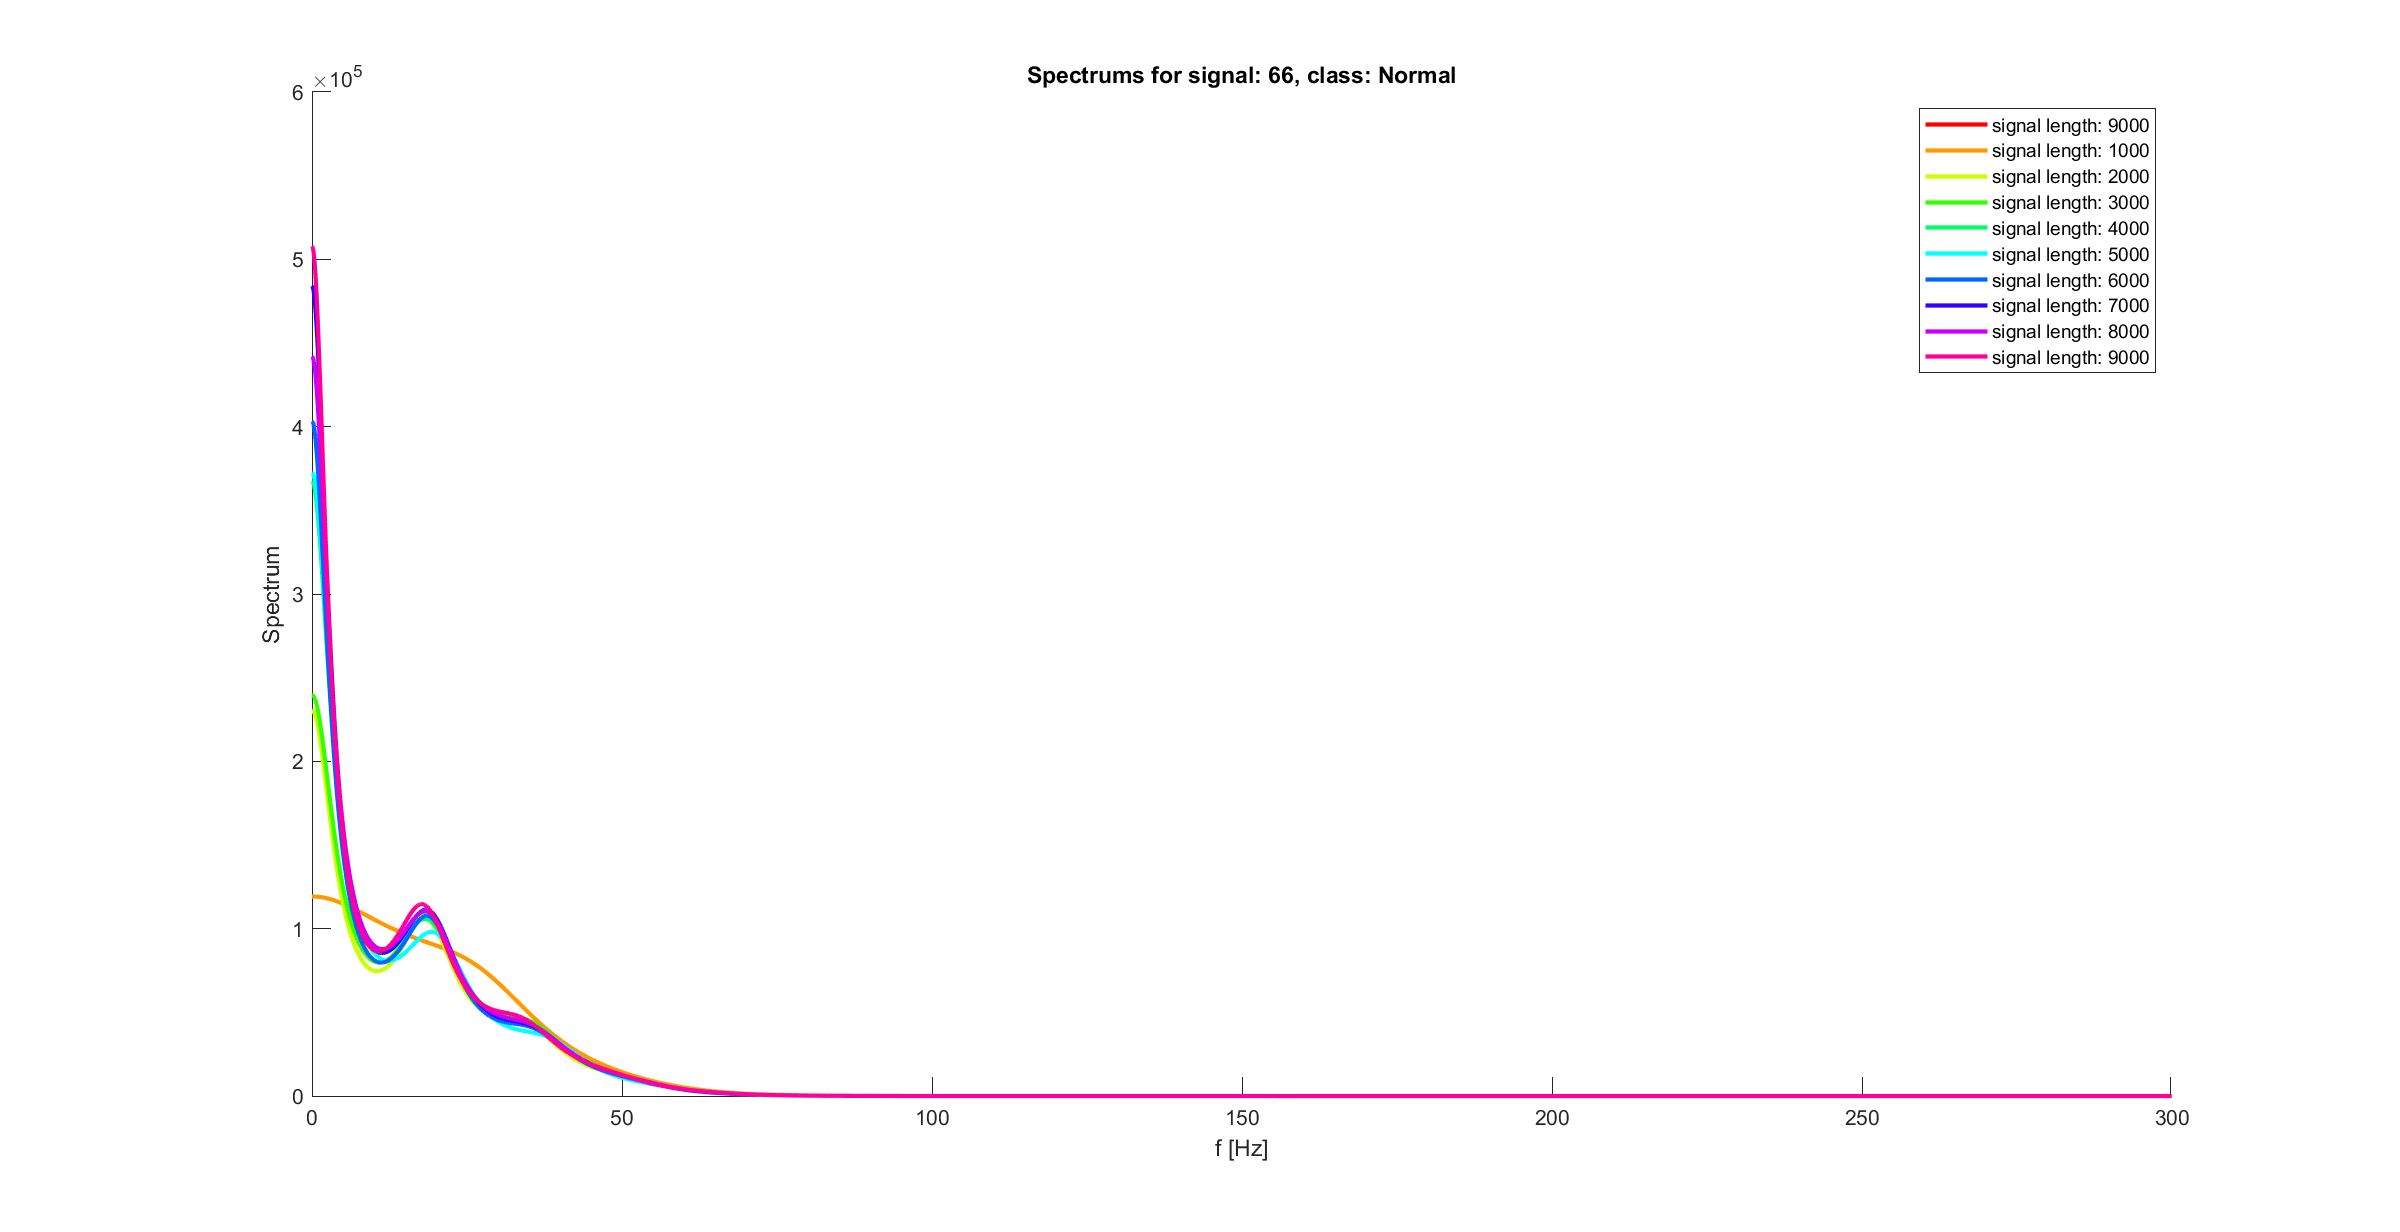 Spectrums for signal: 66, class: Normal
×10^5
6
5
4
3
2
1
0
Spectrum
0 50 100 150 200 250 300
f [Hz]
signal length: 9000
signal length: 1000
signal length: 2000
signal length: 3000
signal length: 4000
signal length: 5000
signal length: 6000
signal length: 7000
signal length: 8000
signal length: 9000